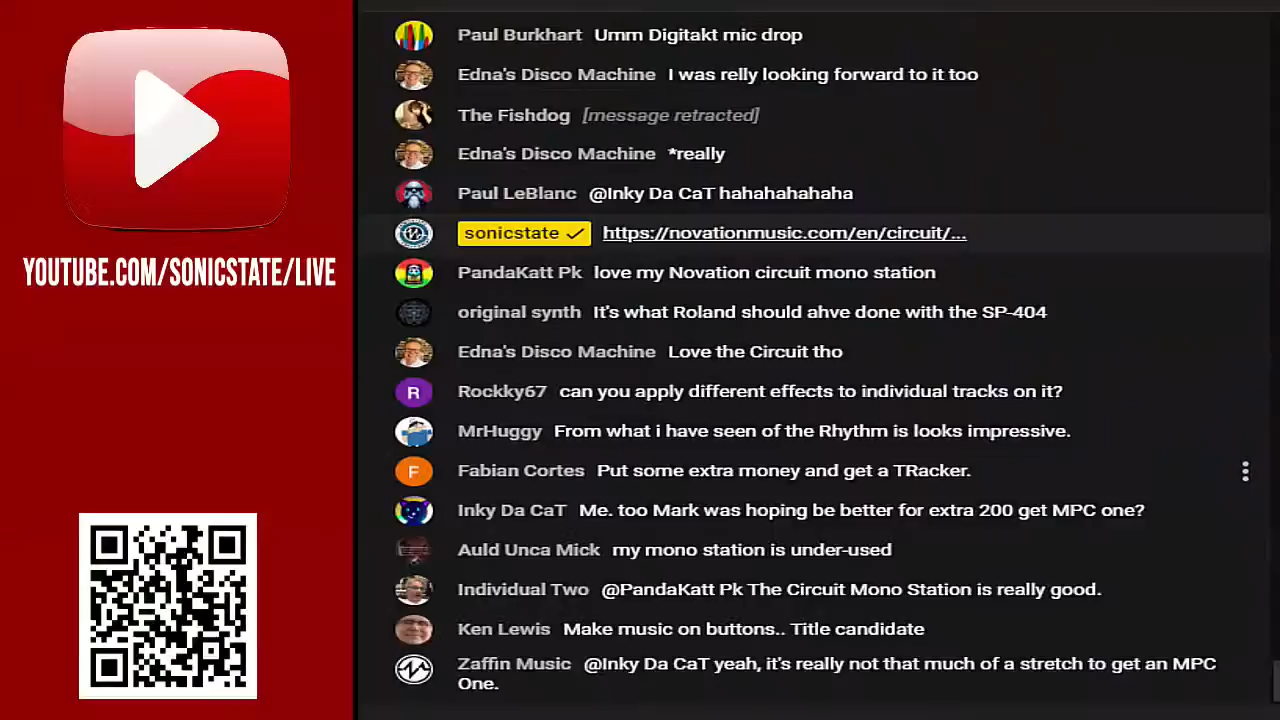 YOUTUBE.COM/SONICSTATE/LIVE
Paul Burkhart Umm Digitakt mic drop
Edna's Disco Machine I was relly looking forward to it too
The Fishdog [message retracted]
Edna's Disco Machine *really
Paul LeBlanc @Inky Da CaT hahahahahaha
sonicstate ✓ https://novationmusic.com/en/circuit/...
PandaKatt Pk love my Novation circuit mono station
original synth It's what Roland should ahve done with the SP-404
Edna's Disco Machine Love the Circuit tho
R Rockky67 can you apply different effects to individual tracks on it?
MrHuggy From what i have seen of the Rhythm is looks impressive.
F Fabian Cortes Put some extra money and get a TRacker.
Inky Da CaT Me. too Mark was hoping be better for extra 200 get MPC one?
Auld Unca Mick my mono station is under-used
Individual Two @PandaKatt Pk The Circuit Mono Station is really good.
Ken Lewis Make music on buttons.. Title candidate
Zaffin Music @Inky Da CaT yeah, it's really not that much of a stretch to get an MPC
One.